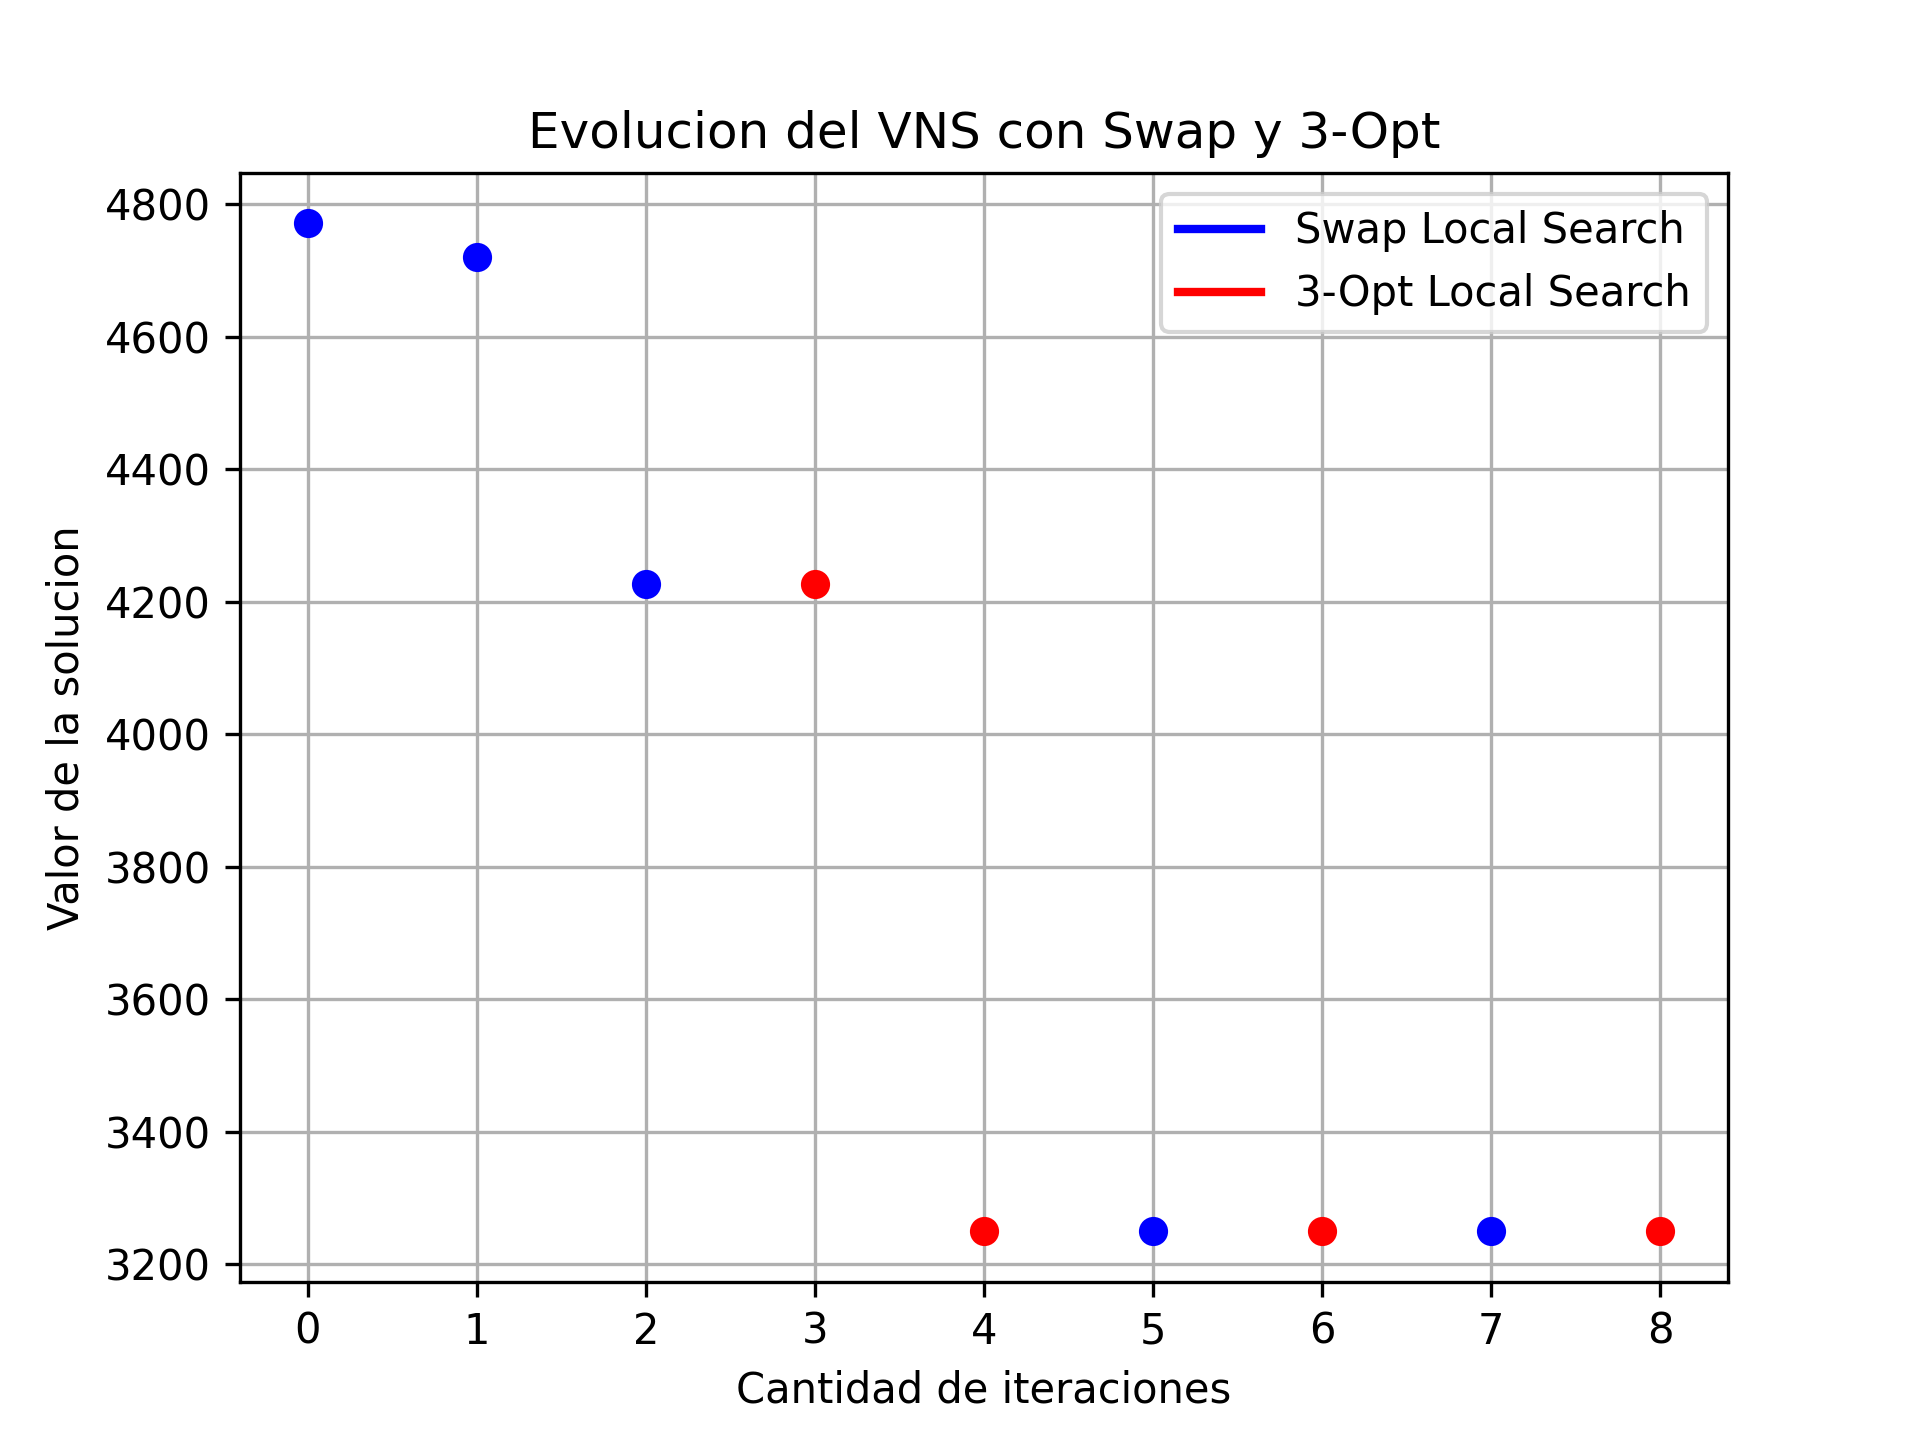 Evolucion del VNS con Swap y 3-Opt
Swap Local Search
3-Opt Local Search
Valor de la solucion
4800
4600
4400
4200
4000
3800
3600
3400
3200
0 1 2 3 4 5 6 7 8
Cantidad de iteraciones